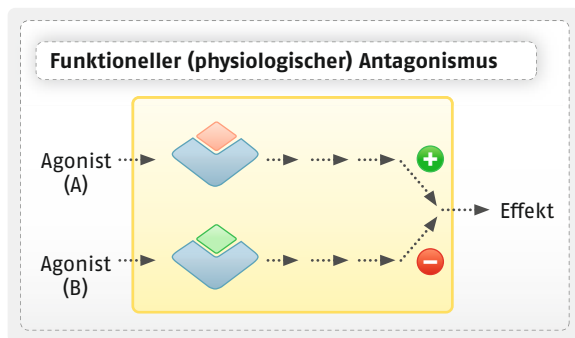 Funktioneller (physiologischer) Antagonismus
Agonist
(A)
+
Effekt
Agonist
(B)
−